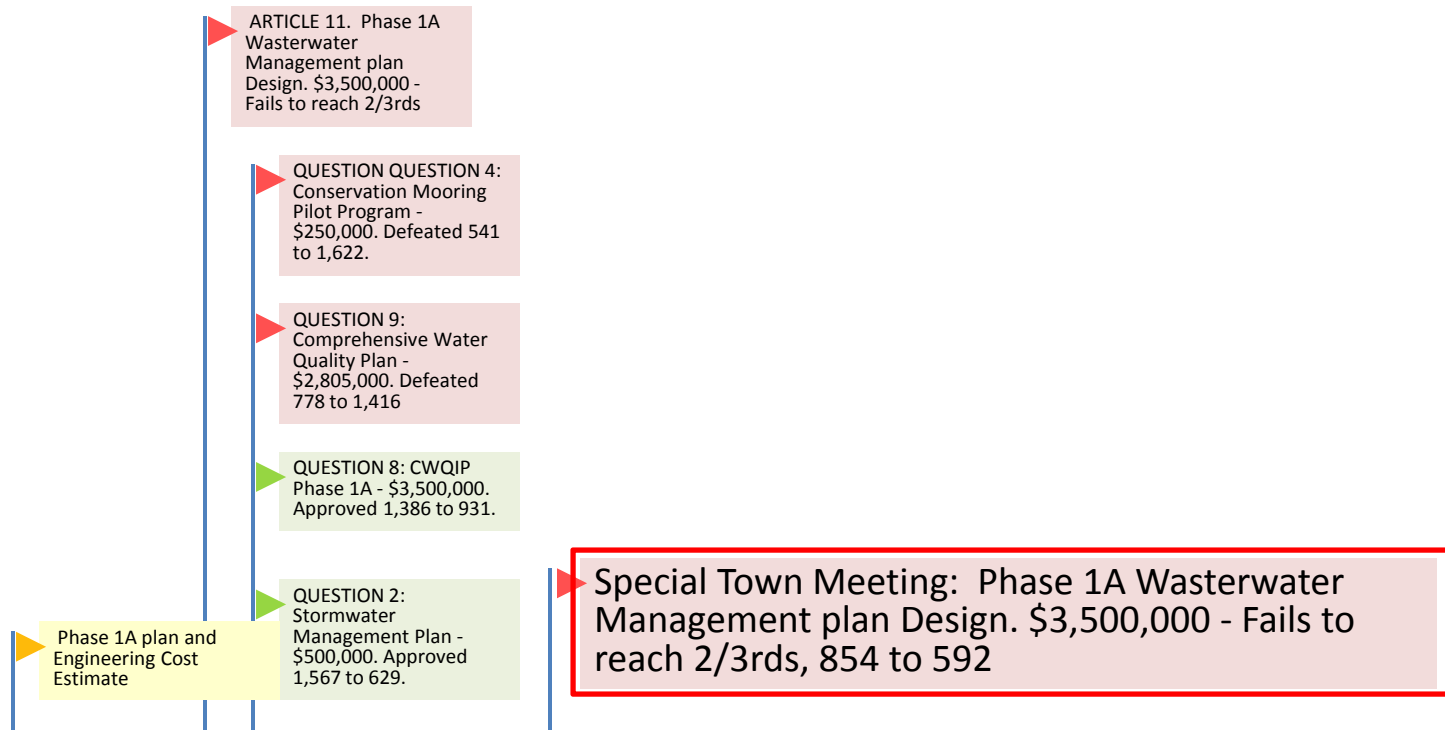 ARTICLE 11.  Phase 1A
Wasterwater
Management plan
Design. $3,500,000 -
Fails to reach 2/3rds
QUESTION QUESTION 4:
Conservation Mooring
Pilot Program -
$250,000. Defeated 541
to 1,622.
QUESTION 9:
Comprehensive Water
Quality Plan -
$2,805,000. Defeated
778 to 1,416
QUESTION 8: CWQIP
Phase 1A - $3,500,000.
Approved 1,386 to 931.
QUESTION 2:
Stormwater
Management Plan -
$500,000. Approved
1,567 to 629.
Phase 1A plan and
Engineering Cost
Estimate
Special Town Meeting:  Phase 1A Wasterwater
Management plan Design. $3,500,000 - Fails to
reach 2/3rds, 854 to 592